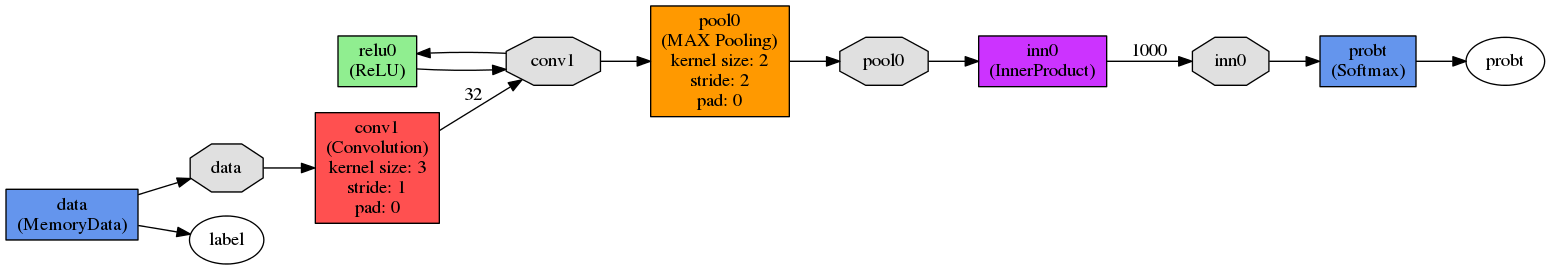 data
(MemoryData)
data
label
conv1
(Convolution)
kernel size: 3
stride: 1
pad: 0
32
relu0
(ReLU)
conv1
pool0
(MAX Pooling)
kernel size: 2
stride: 2
pad: 0
pool0
inn0
(InnerProduct)
1000
inn0
probt
(Softmax)
probt